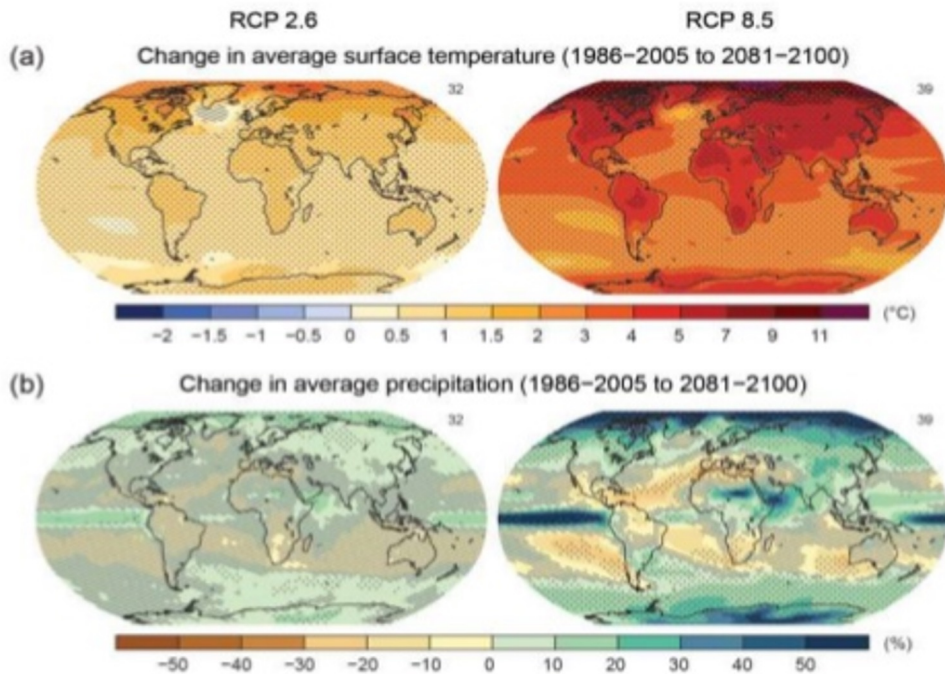 RCP 2.6 RCP 8.5
(a) Change in average surface temperature (1986−2005 to 2081−2100)
32 39
−2 −1.5 −1 −0.5 0 0.5 1 1.5 2 3 4 5 7 9 11 (°C)
(b) Change in average precipitation (1986−2005 to 2081−2100)
32 39
−50 −40 −30 −20 −10 0 10 20 30 40 50 (%)